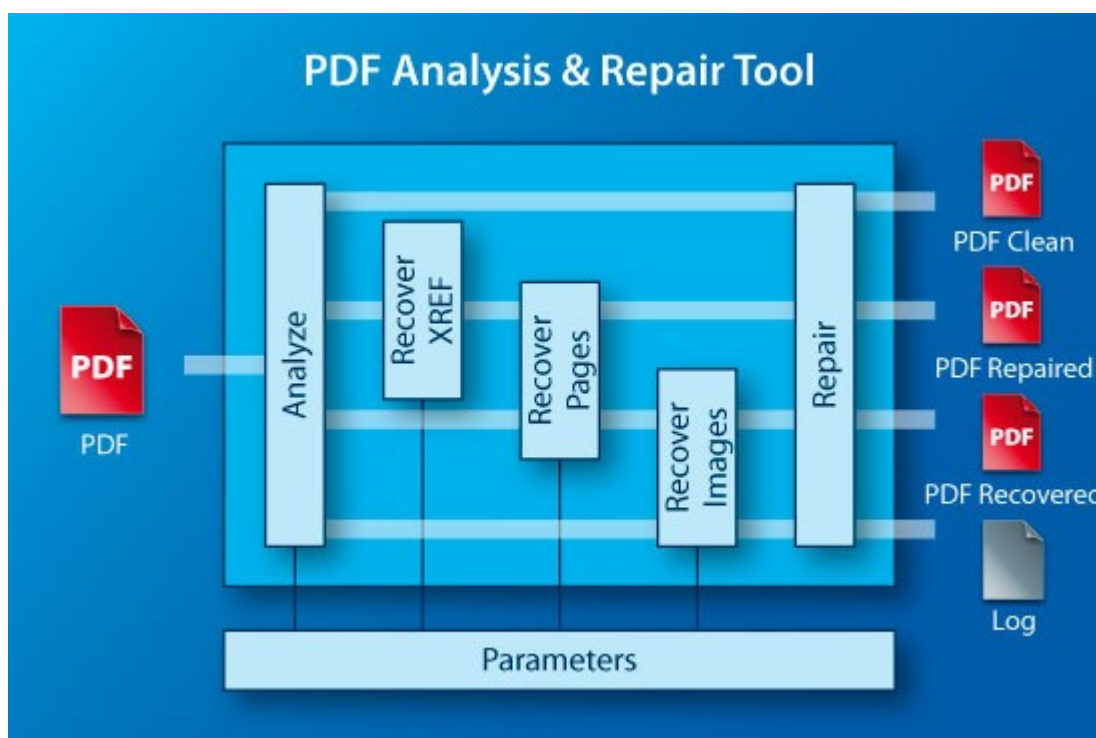 PDF Analysis & Repair Tool
PDF
PDF
Analyze
Recover
XREF
Recover
Pages
Recover
Images
Repair
PDF
PDF Clean
PDF
PDF Repaired
PDF
PDF Recovered
Log
Parameters